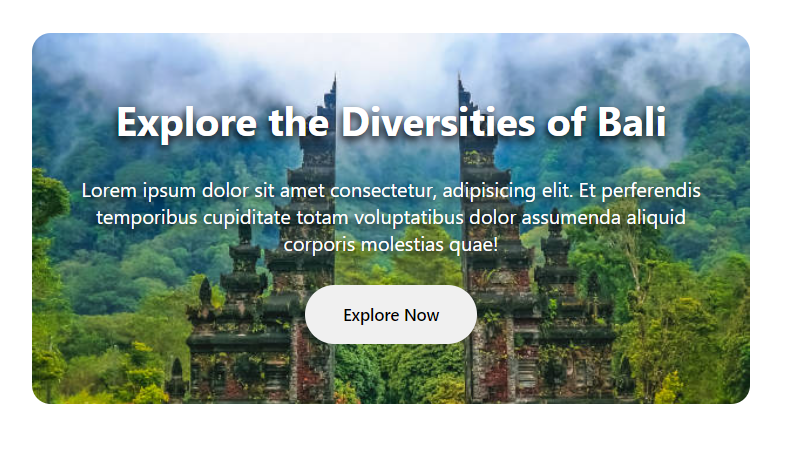 Explore the Diversities of Bali
Lorem ipsum dolor sit amet consectetur, adipisicing elit. Et perferendis
temporibus cupiditate totam voluptatibus dolor assumenda aliquid
corporis molestias quae!
Explore Now